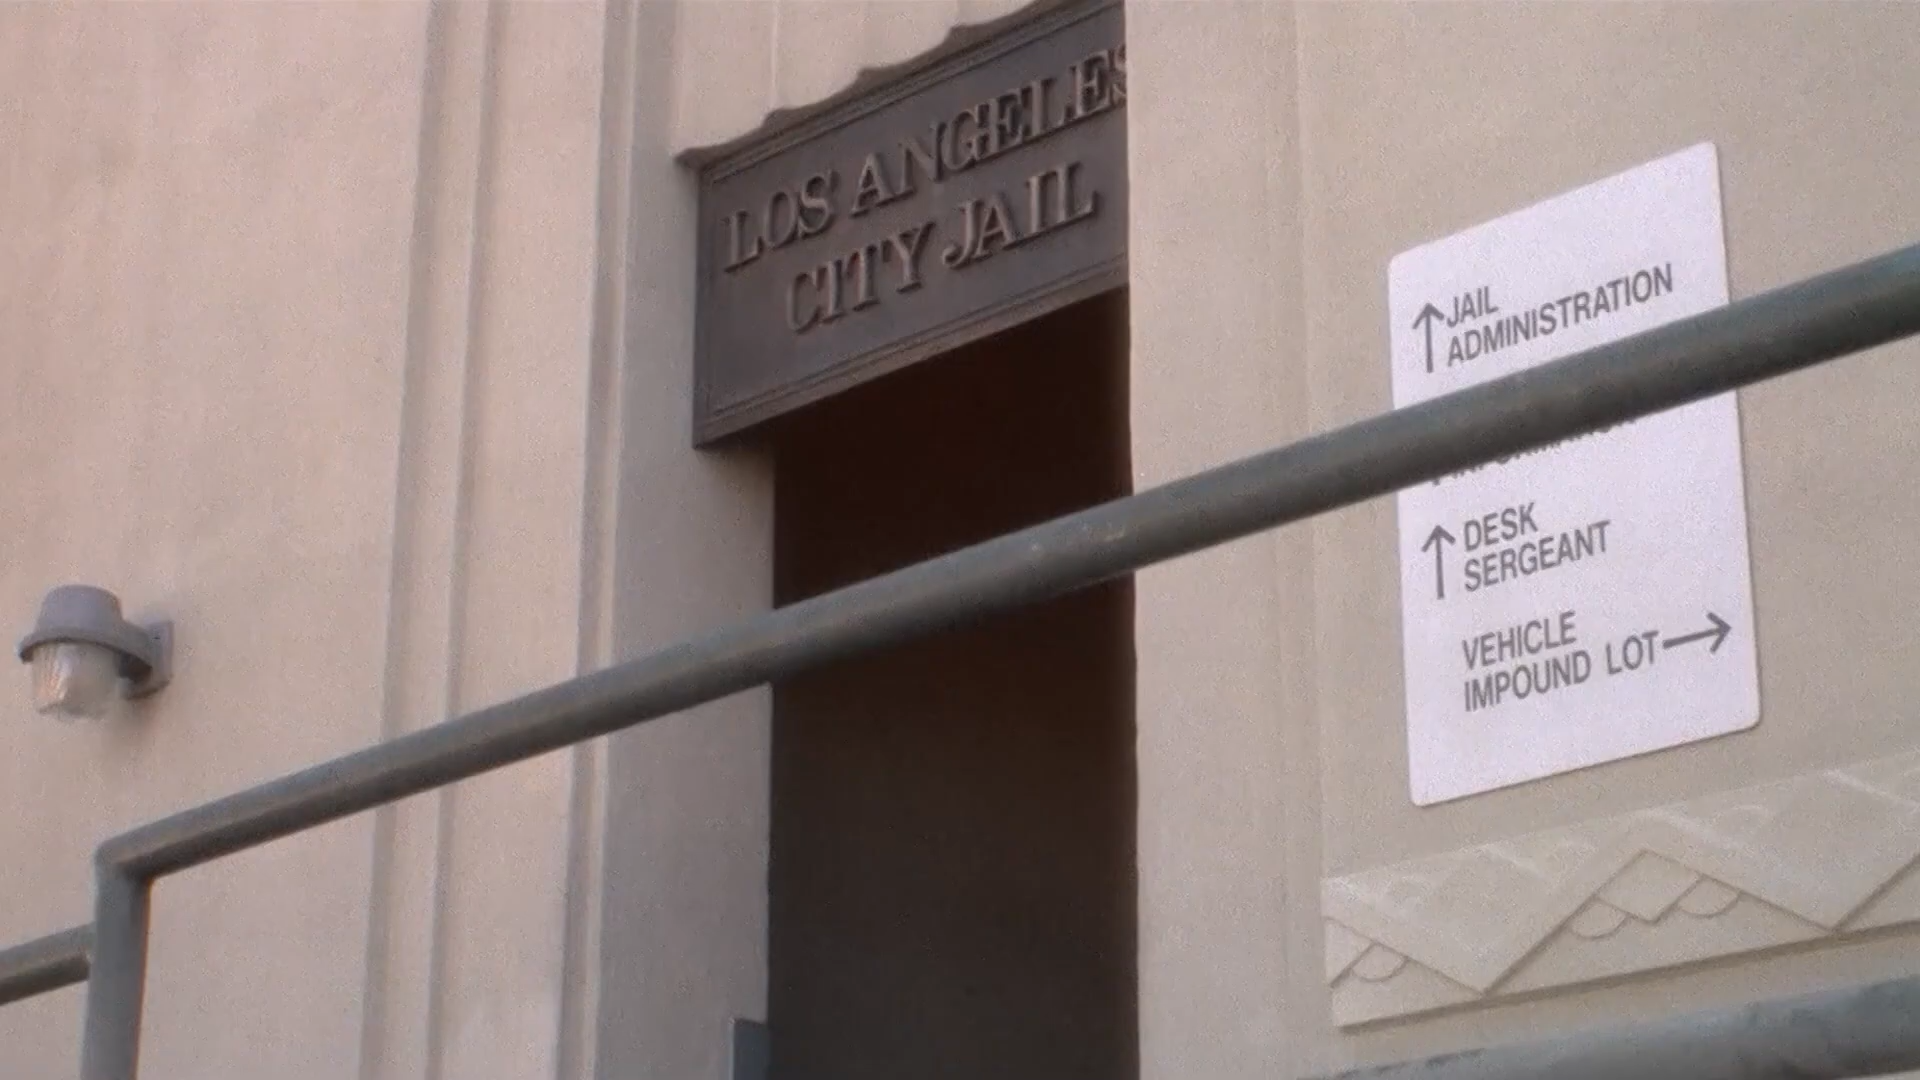 LOS ANGELES
CITY JAIL
↑JAIL
ADMINISTRATION
↑DESK
SERGEANT
VEHICLE
IMPOUND LOT→